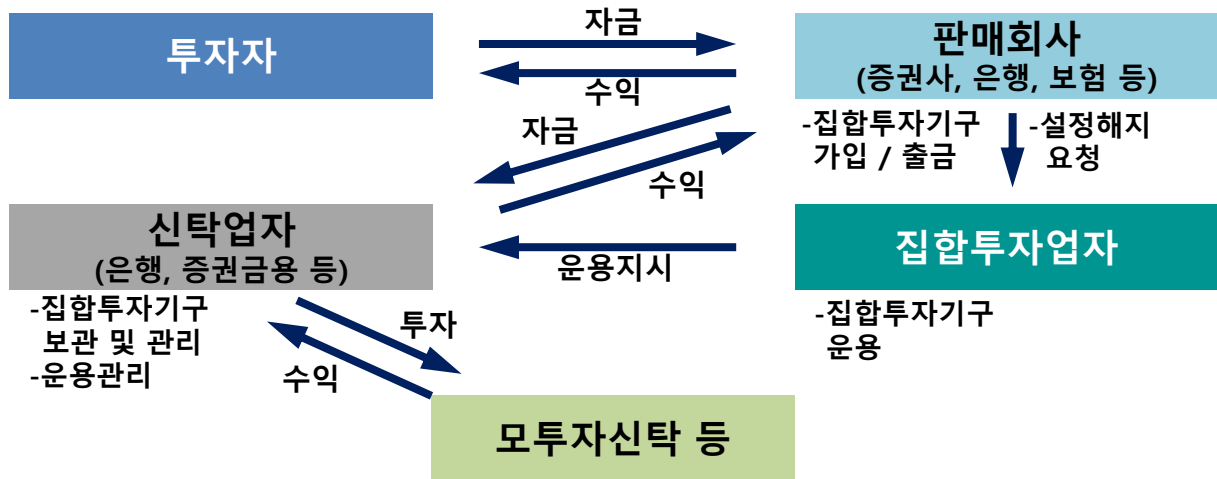 투자자
자금
수익
판매회사
(증권사, 은행, 보험 등)
-집합투자기구
가입 / 출금
-설정해지
요청
자금
수익
신탁업자
(은행, 증권금융 등)
운용지시
집합투자업자
-집합투자기구
보관 및 관리
-운용관리
투자
수익
-집합투자기구
운용
모투자신탁 등